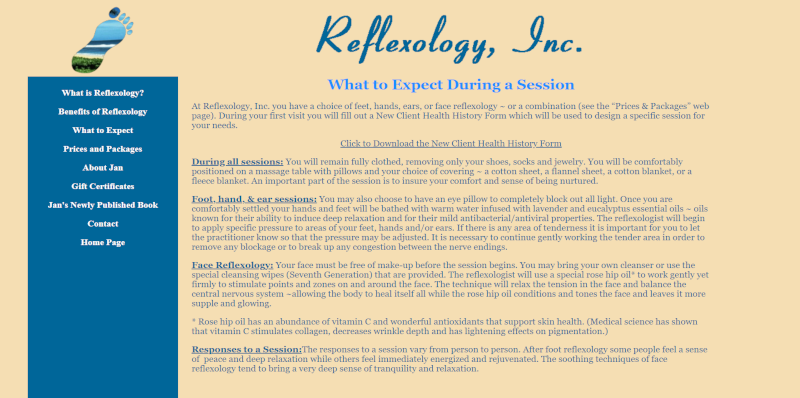 Reflexology, Inc.
What is Reflexology?
Benefits of Reflexology
What to Expect
Prices and Packages
About Jan
Gift Certificates
Jan's Newly Published Book
Contact
Home Page
What to Expect During a Session
At Reflexology, Inc. you have a choice of feet, hands, ears, or face reflexology ~ or a combination (see the “Prices & Packages” web
page). During your first visit you will fill out a New Client Health History Form which will be used to design a specific session for
your needs.
Click to Download the New Client Health History Form
During all sessions: You will remain fully clothed, removing only your shoes, socks and jewelry. You will be comfortably
positioned on a massage table with pillows and your choice of covering ~ a cotton sheet, a flannel sheet, a cotton blanket, or a
fleece blanket. An important part of the session is to insure your comfort and sense of being nurtured.
Foot, hand, & ear sessions: You may also choose to have an eye pillow to completely block out all light. Once you are
comfortably settled your hands and feet will be bathed with warm water infused with lavender and eucalyptus essential oils ~ oils
known for their ability to induce deep relaxation and for their mild antibacterial/antiviral properties. The reflexologist will begin
to apply specific pressure to areas of your feet, hands and/or ears. If there is any area of tenderness it is important for you to let
the practitioner know so that the pressure may be adjusted. It is necessary to continue gently working the tender area in order to
remove any blockage or to break up any congestion between the nerve endings.
Face Reflexology: Your face must be free of make-up before the session begins. You may bring your own cleanser or use the
special cleansing wipes (Seventh Generation) that are provided. The reflexologist will use a special rose hip oil* to work gently yet
firmly to stimulate points and zones on and around the face. The technique will relax the tension in the face and balance the
central nervous system ~allowing the body to heal itself all while the rose hip oil conditions and tones the face and leaves it more
supple and glowing.
* Rose hip oil has an abundance of vitamin C and wonderful antioxidants that support skin health. (Medical science has shown
that vitamin C stimulates collagen, decreases wrinkle depth and has lightening effects on pigmentation.)
Responses to a Session:The responses to a session vary from person to person. After foot reflexology some people feel a sense
of peace and deep relaxation while others feel immediately energized and rejuvenated. The soothing techniques of face
reflexology tend to bring a very deep sense of tranquility and relaxation.